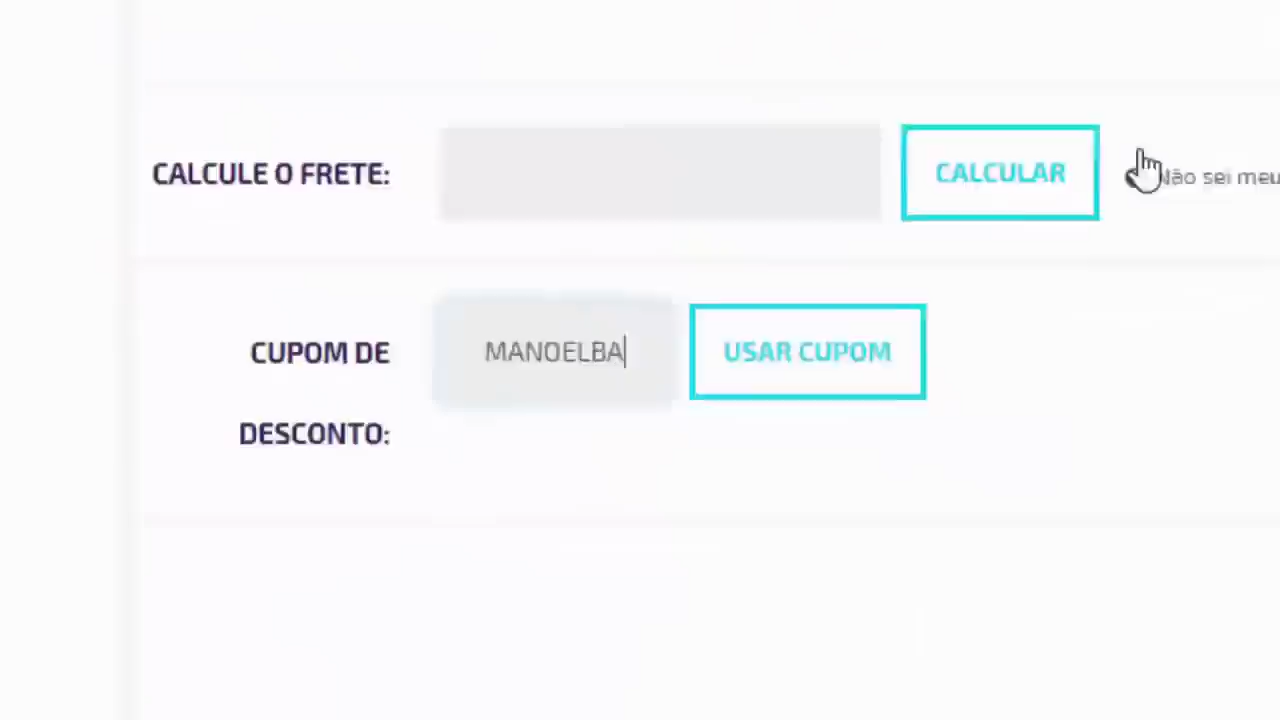 CALCULE O FRETE:
CALCULAR
Não sei meu
CUPOM DE
DESCONTO:
MANOELBA
USAR CUPOM